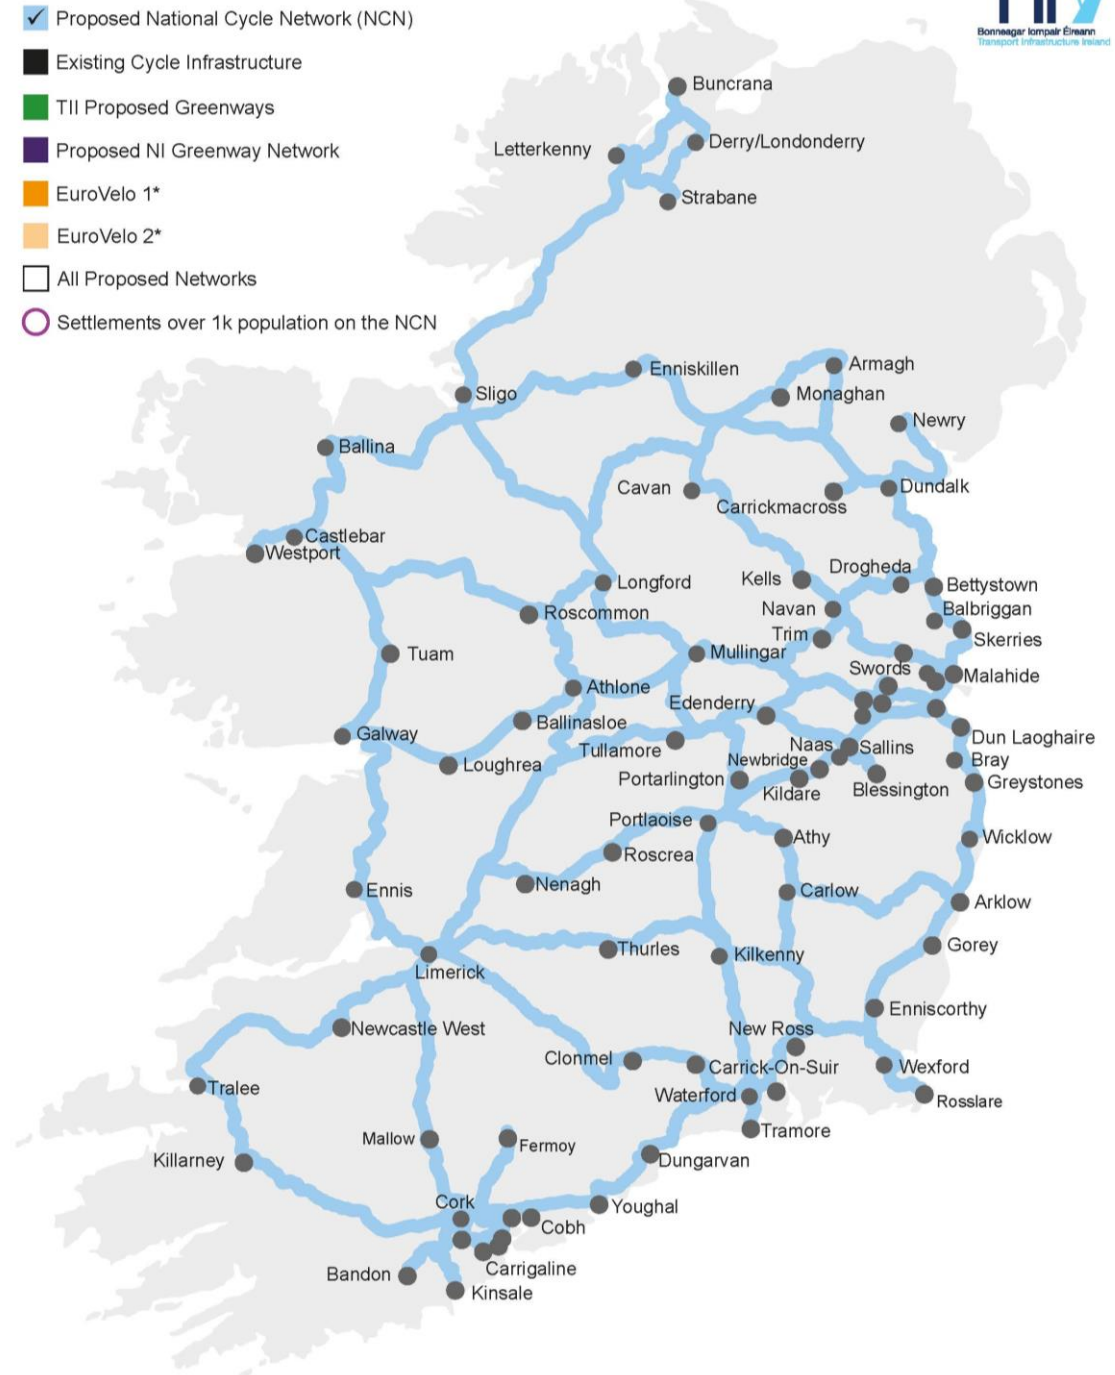 Proposed National Cycle Network (NCN)
Existing Cycle Infrastructure
TII Proposed Greenways
Proposed NI Greenway Network
EuroVelo 1*
EuroVelo 2*
All Proposed Networks
Settlements over 1k population on the NCN
Bonneagar Iompair Éireann
Transport Infrastructure Ireland
Buncrana
Derry/Londonderry
Letterkenny
Strabane
Enniskillen
Armagh
Monaghan
Sligo
Newry
Ballina
Cavan
Dundalk
Carrickmacross
Castlebar
Westport
Drogheda
Longford
Kells
Bettystown
Navan
Balbriggan
Roscommon
Trim
Skerries
Tuam
Mullingar
Swords
Malahide
Athlone
Edenderry
Ballinasloe
Galway
Dun Laoghaire
Tullamore
Naas
Sallins
Loughrea
Newbridge
Bray
Portarlington
Kildare
Blessington
Greystones
Portlaoise
Athy
Wicklow
Roscrea
Nenagh
Ennis
Carlow
Arklow
Thurles
Kilkenny
Gorey
Limerick
Enniscorthy
Newcastle West
New Ross
Clonmel
Carrick-On-Suir
Wexford
Tralee
Waterford
Rosslare
Mallow
Fermoy
Tramore
Killarney
Dungarvan
Cork
Youghal
Cobh
Carrigaline
Bandon
Kinsale